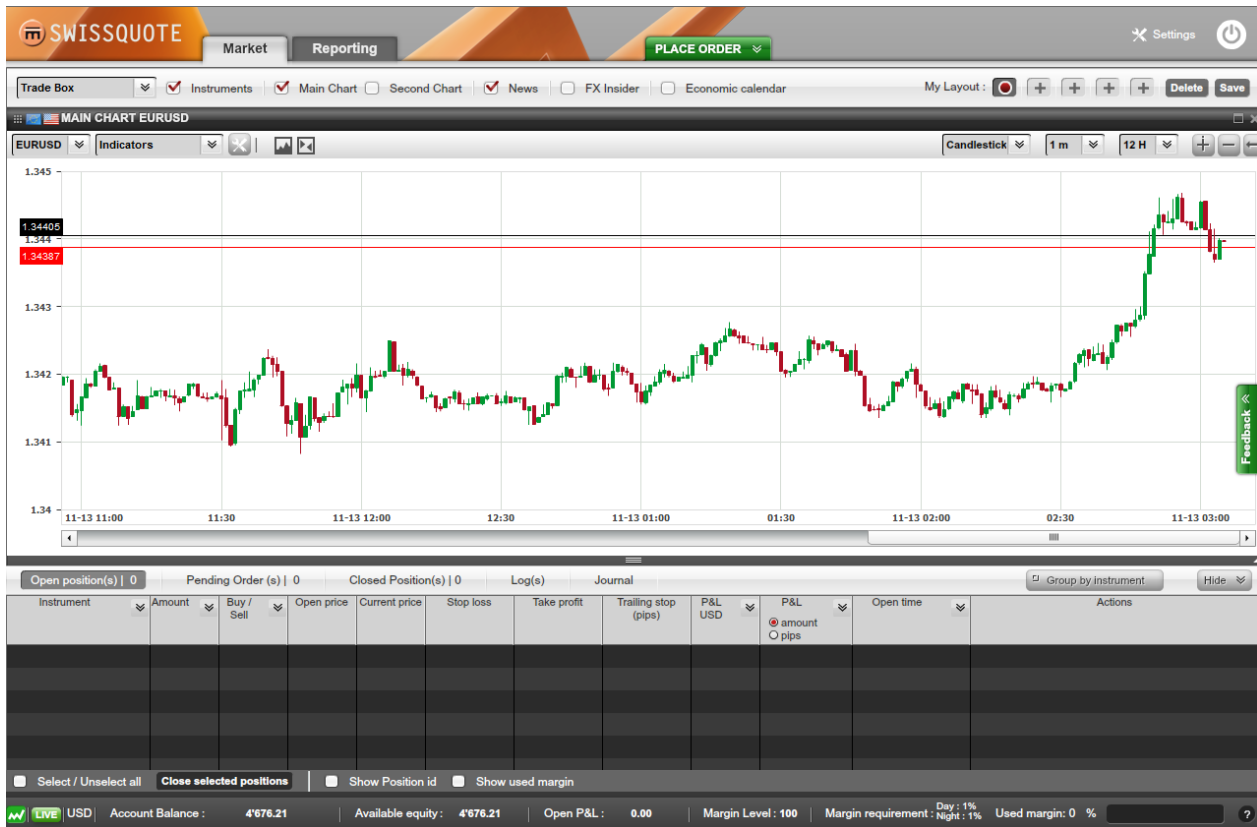 SWISSQUOTE
Market
Reporting
PLACE ORDER
Settings
Trade Box
Instruments
Main Chart
Second Chart
News
FX Insider
Economic calendar
My Layout :
Delete
Save
MAIN CHART EURUSD
EURUSD
Indicators
Candlestick
1 m
12 H
1.345
1.34405
1.344
1.34387
1.343
1.342
1.341
1.34
11-13 11:00
11:30
11-13 12:00
12:30
11-13 01:00
01:30
11-13 02:00
02:30
11-13 03:00
Feedback
Open position(s) | 0
Pending Order (s) | 0
Closed Position(s) | 0
Log(s)
Journal
Group by instrument
Hide
Instrument
Amount
Buy /
Sell
Open price
Current price
Stop loss
Take profit
Trailing stop
(pips)
P&L
USD
P&L
amount
pips
Open time
Actions
Select / Unselect all
Close selected positions
Show Position id
Show used margin
LIVE
USD
Account Balance :
4'676.21
Available equity :
4'676.21
Open P&L :
0.00
Margin Level : 100
Margin requirement :
Day : 1%
Night : 1%
Used margin: 0 %
?